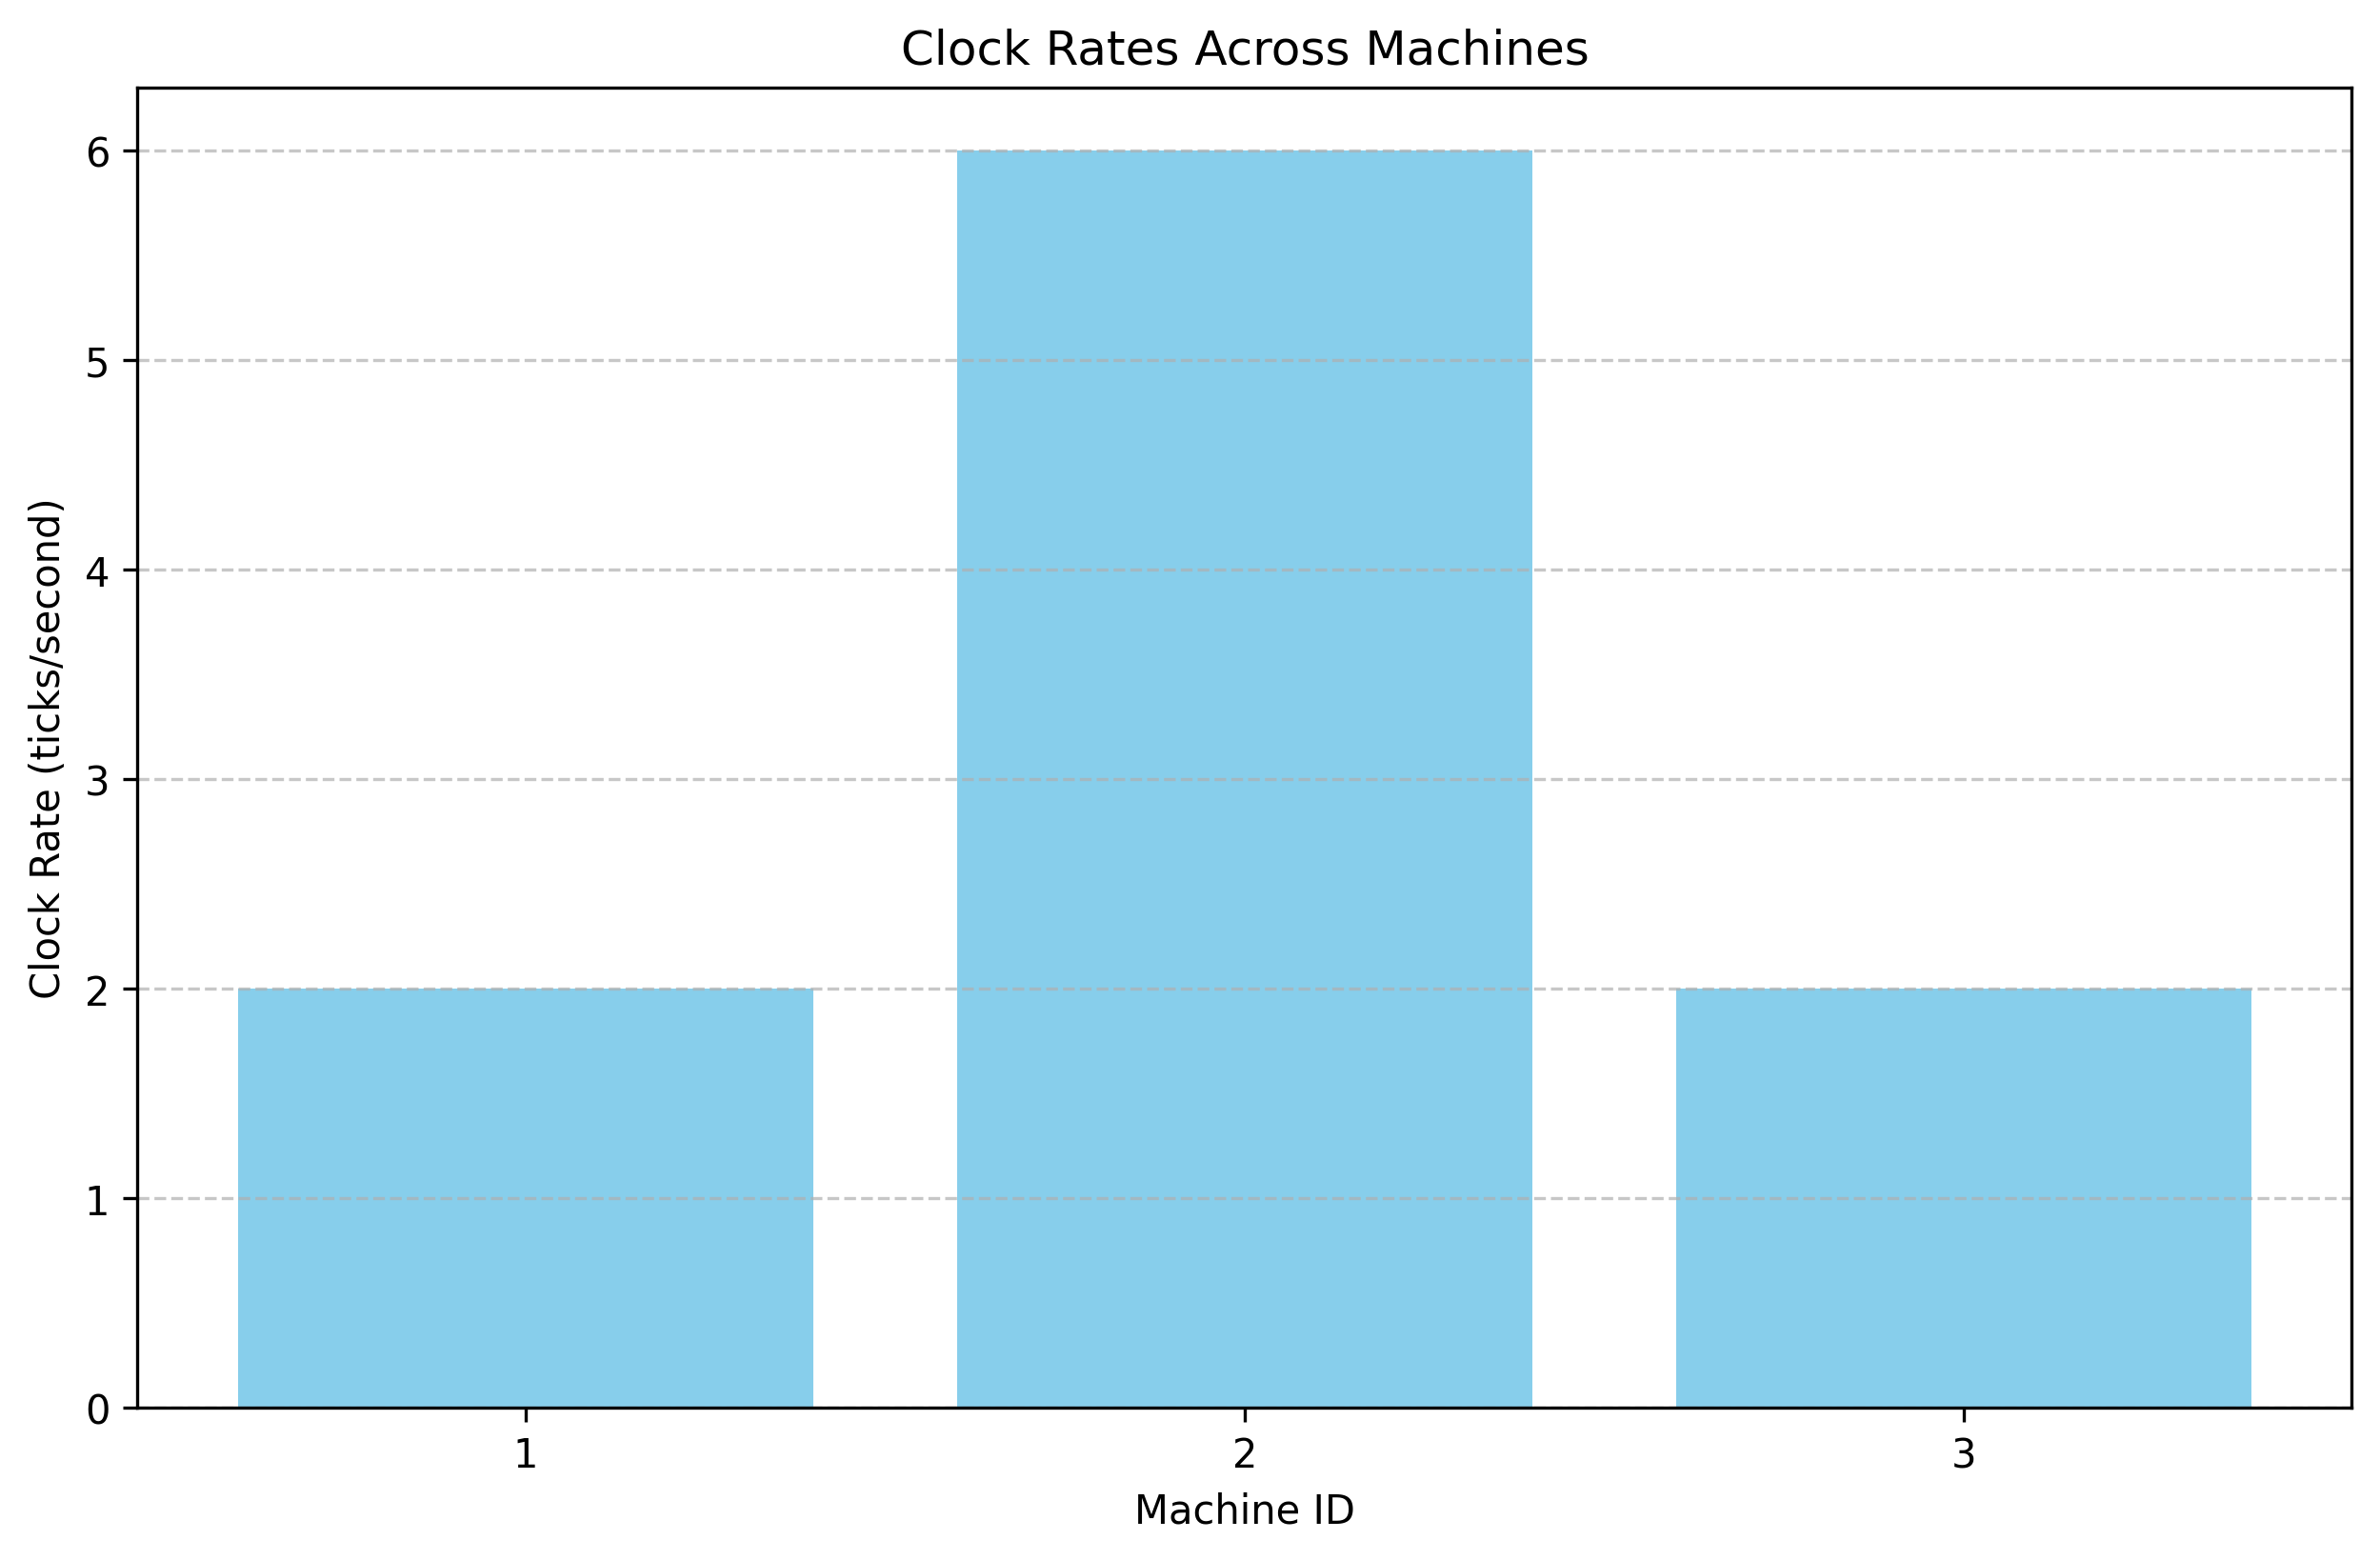 Clock Rates Across Machines
Clock Rate (ticks/second)
6
5
4
3
2
1
0
1 2 3
Machine ID